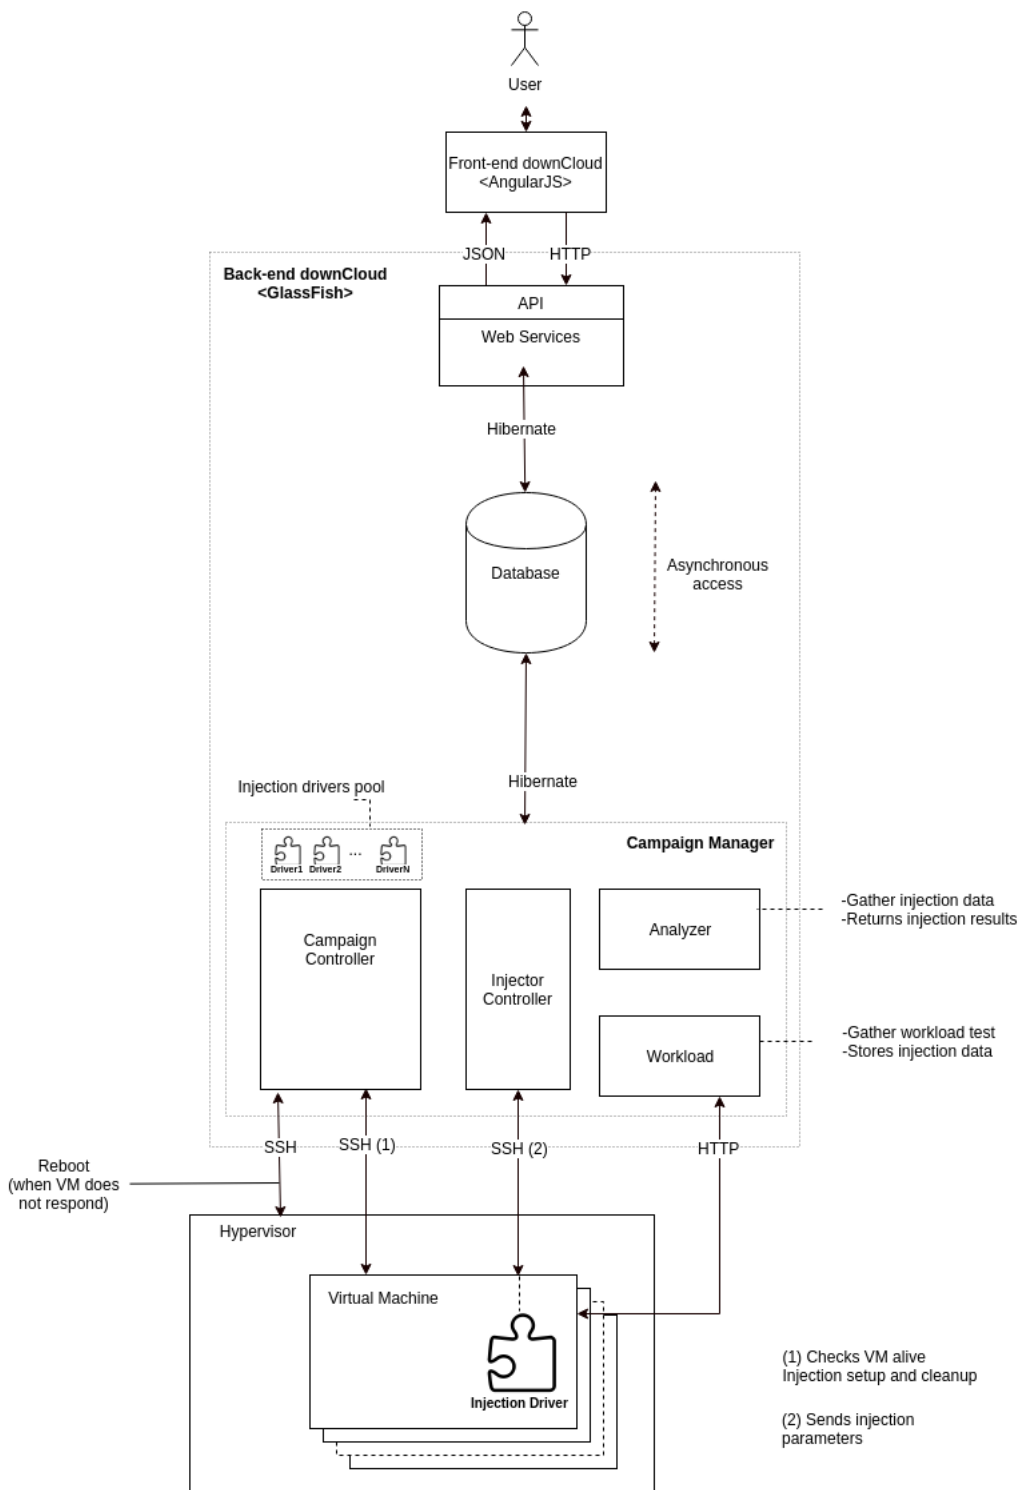 User
Front-end downCloud
<AngularJS>
JSON
HTTP
Back-end downCloud
<GlassFish>
API
Web Services
Hibernate
Database
Asynchronous
access
Hibernate
Injection drivers pool
Driver1
Driver2
...
DriverN
Campaign Manager
Campaign
Controller
Injector
Controller
Analyzer
-Gather injection data
-Returns injection results
Workload
-Gather workload test
-Stores injection data
SSH
SSH (1)
SSH (2)
HTTP
Reboot
(when VM does
not respond)
Hypervisor
Virtual Machine
Injection Driver
(1) Checks VM alive
Injection setup and cleanup
(2) Sends injection
parameters